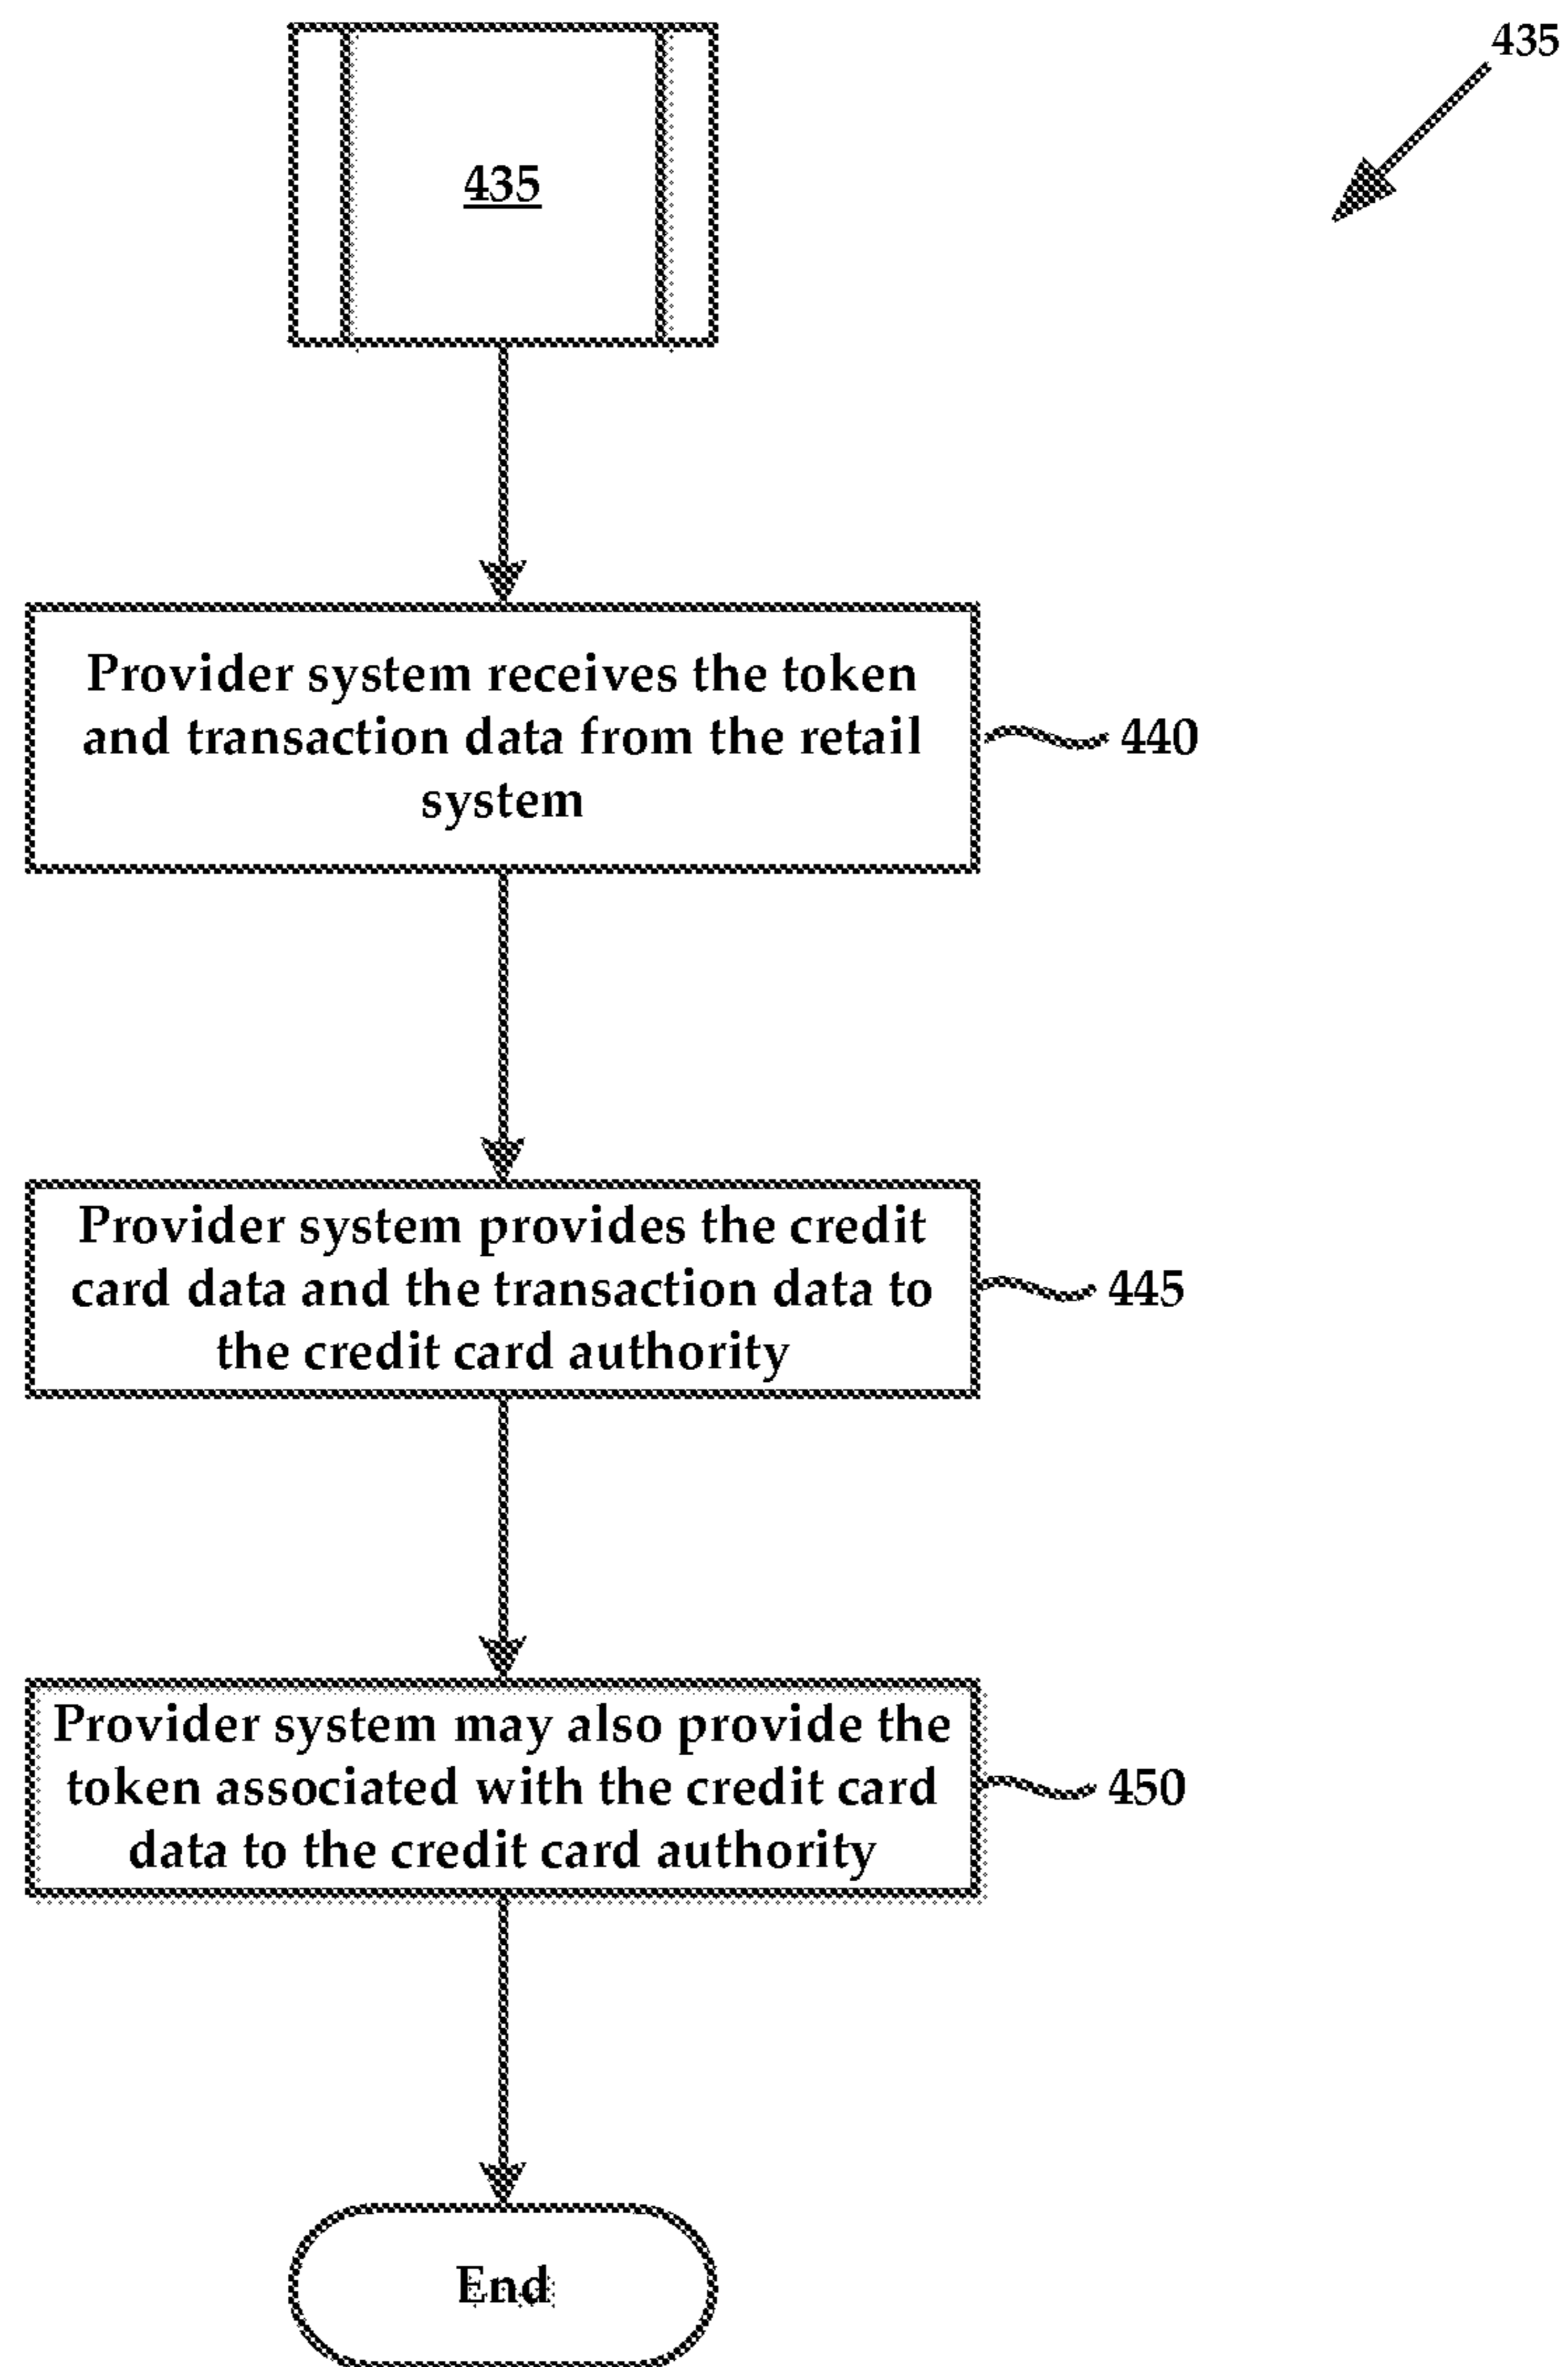 435
435
Provider system receives the token
and transaction data from the retail
system
440
Provider system provides the credit
card data and the transaction data to
the credit card authority
445
Provider system may also provide the
token associated with the credit card
data to the credit card authority
450
End